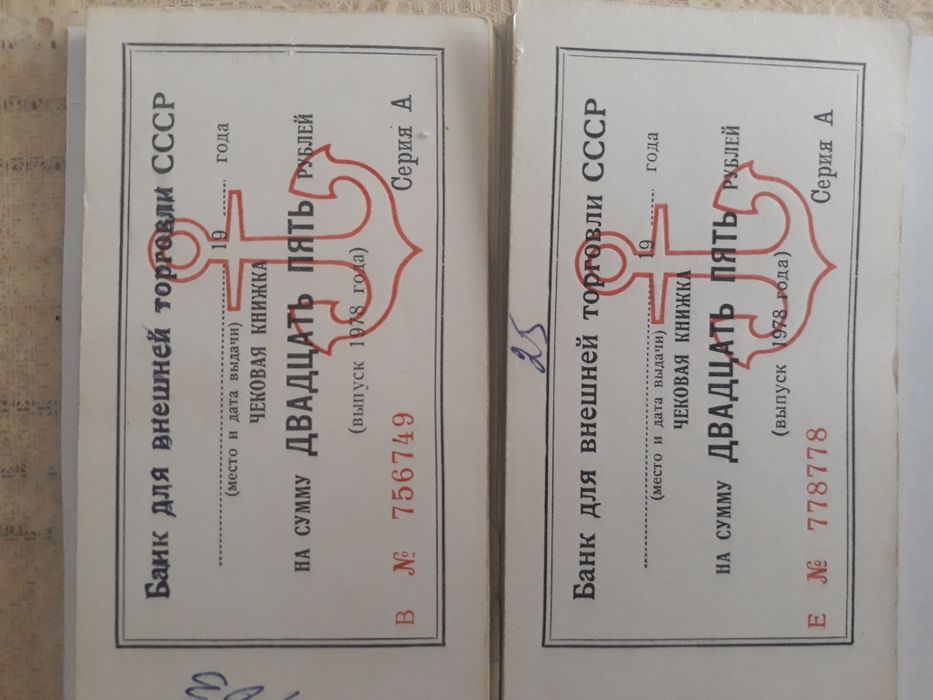 Банк для внешней торговли СССР
19 года
(место и дата выдачи)
ЧЕКОВАЯ КНИЖКА
НА СУММУ ДВАДЦАТЬ ПЯТЬ РУБЛЕЙ
(выпуск 1978 года)
Серия А
В № 756749
25
Банк для внешней торговли СССР
19 года
(место и дата выдачи)
ЧЕКОВАЯ КНИЖКА
НА СУММУ ДВАДЦАТЬ ПЯТЬ РУБЛЕЙ
(выпуск 1978 года)
Серия А
Е № 778778